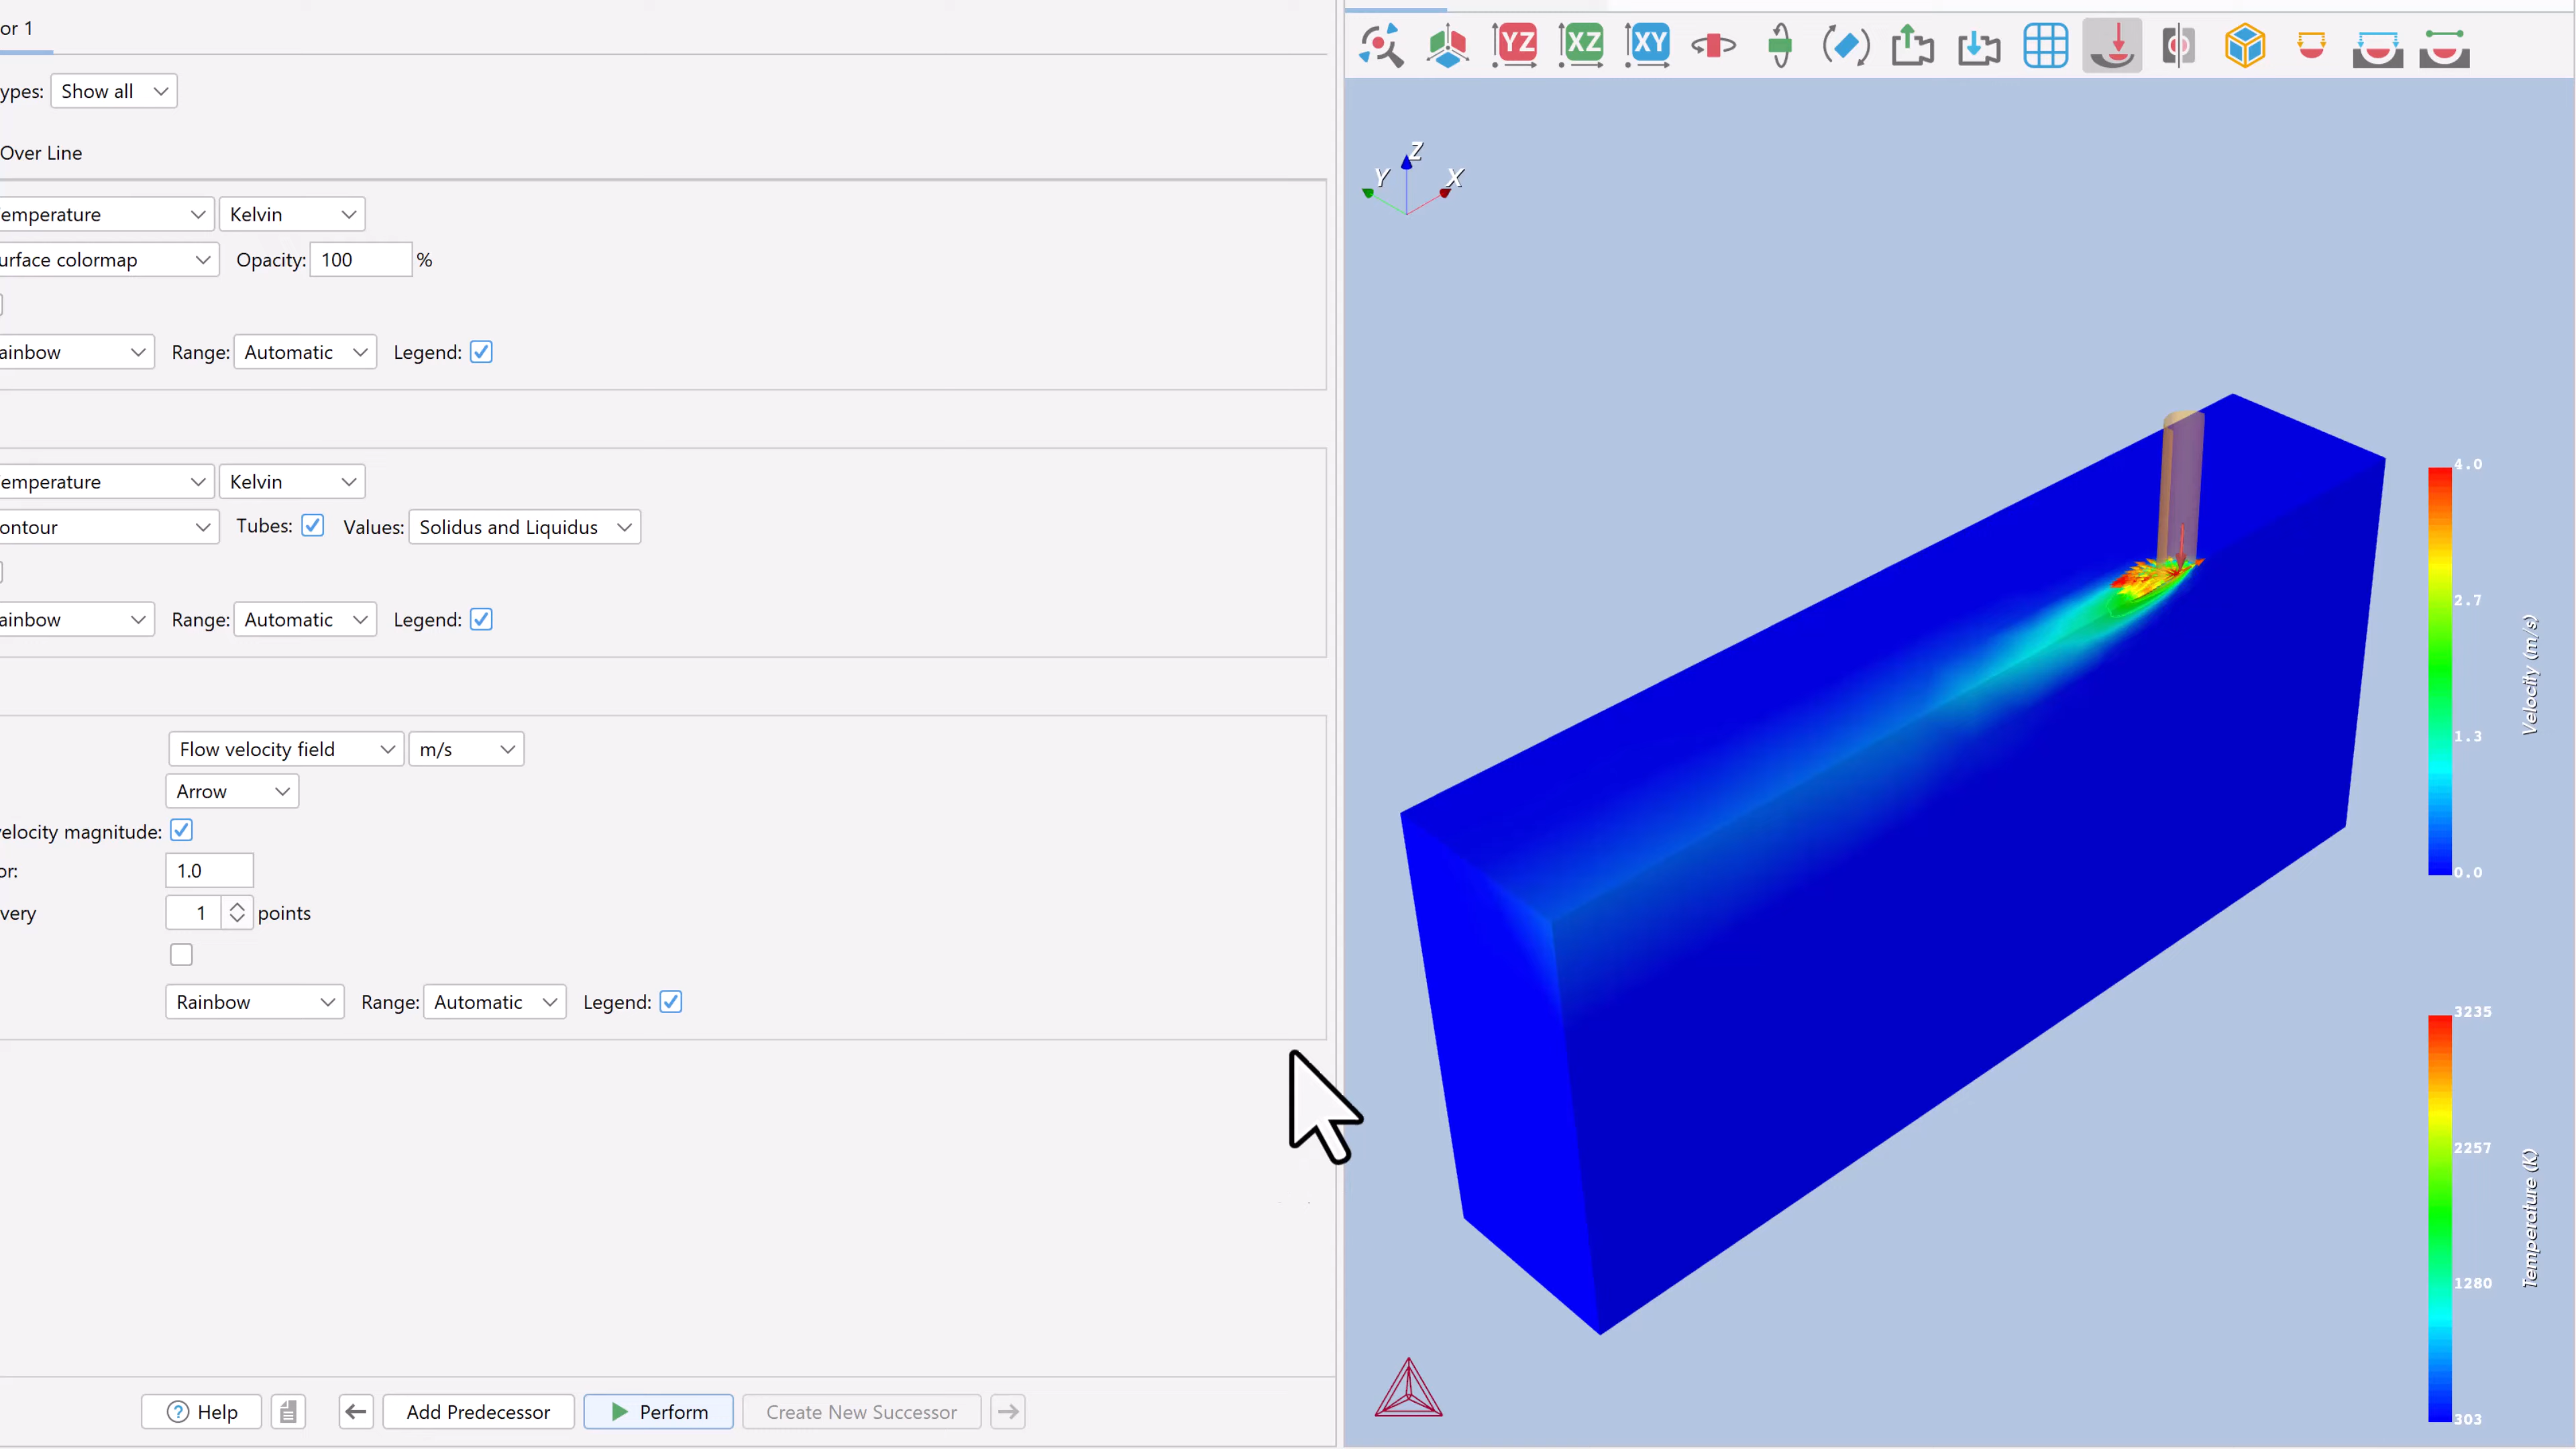 or 1
ypes: Show all
Over Line
emperature Kelvin
urface colormap Opacity: 100 %
ainbow Range: Automatic Legend:
emperature Kelvin
ontour Tubes: Values: Solidus and Liquidus
ainbow Range: Automatic Legend:
Flow velocity field m/s
Arrow
elocity magnitude:
or: 1.0
very 1 points
Rainbow Range: Automatic Legend:
Help Add Predecessor Perform Create New Successor
YZ XZ XY
Z
Y X
4.0
2.7
1.3
0.0
Velocity (m/s)
3235
2257
1280
303
Temperature (K)